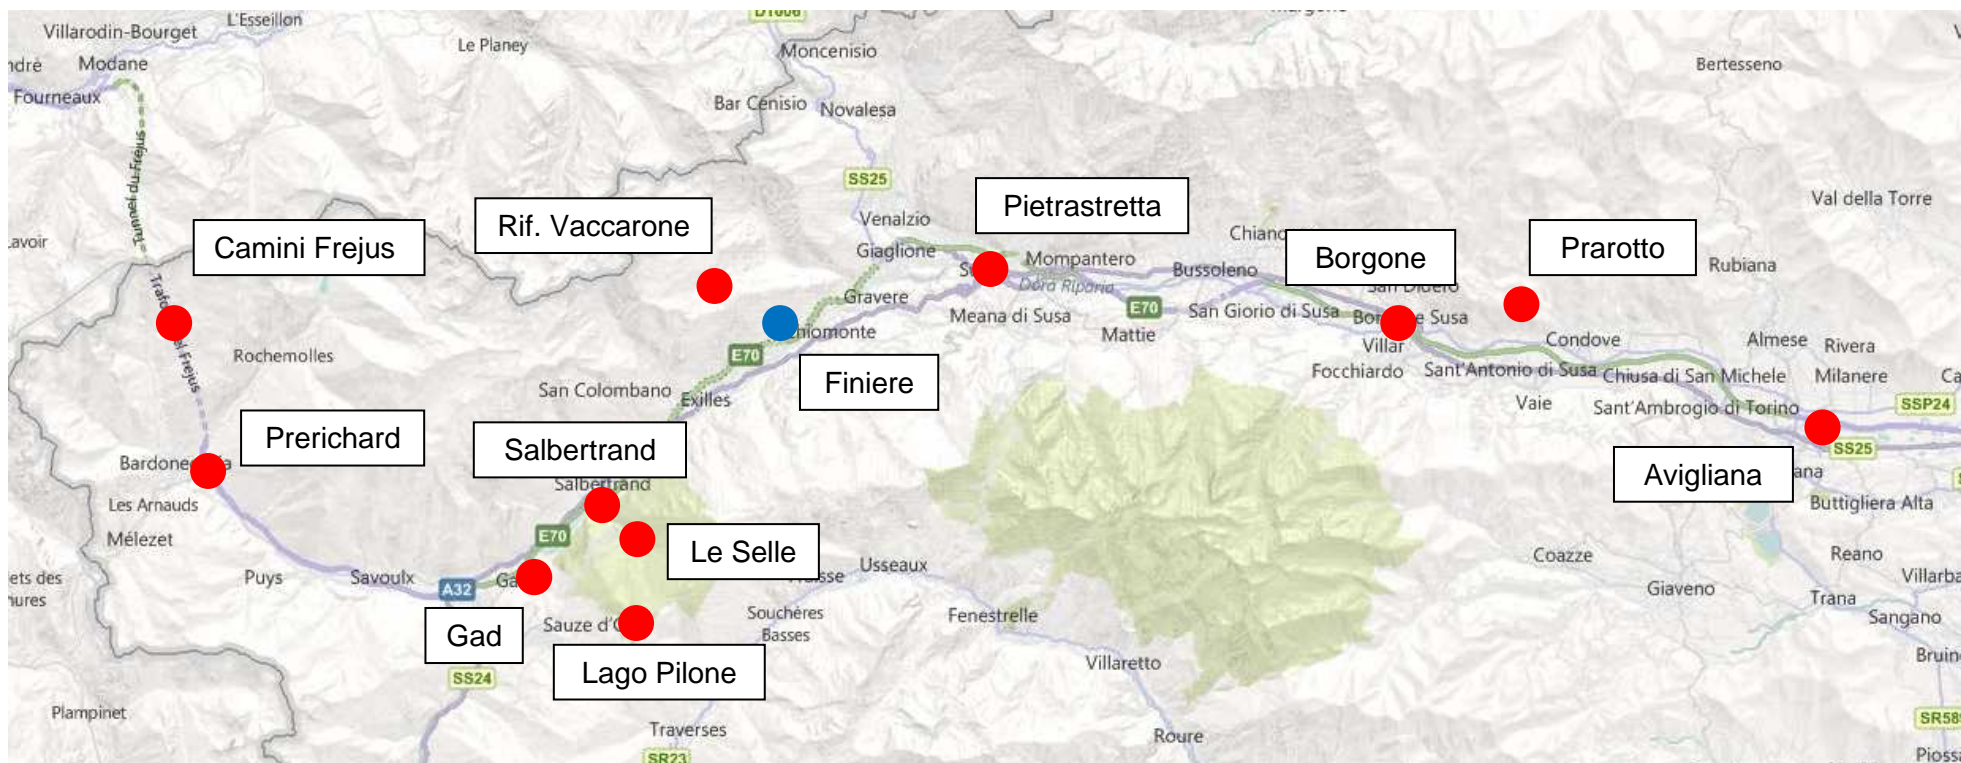 L'Esseillon
D1006
Villarodin-Bourget
Le Planey
Moncenisio
Modane
Bertesseno
Fourneaux
Bar Cenisio
Novalesa
Tunnel du Fréjus
SS25
Pietrastretta
Val della Torre
Rif. Vaccarone
Venalzio
Camini Frejus
Chiano
Prarotto
Giaglione
Mompantero
Borgone
Rubiana
Bussoleno
San Didero
Dora Riparia
Gravere
E70
San Giorio di Susa
Meana di Susa
Mattie
Condove
Almese
Rivera
Villar
Focchiardo
Sant'Antonio di Susa
Chiusa di San Michele
Milanere
Rochemolles
E70
Finiere
San Colombano
Exilles
Vaie
Sant'Ambrogio di Torino
SSP24
Prerichard
Salbertrand
SS25
Avigliana
Salbertrand
Les Arnauds
Buttigliera Alta
Mélezet
E70
Le Selle
Coazze
Reano
Puys
Savoulx
A32
Usseaux
Giaveno
Trana
Gad
Souchères
Basses
Fenestrelle
Sangano
Lago Pilone
Villaretto
SS24
Plampinet
Traverses
Roure
SR23